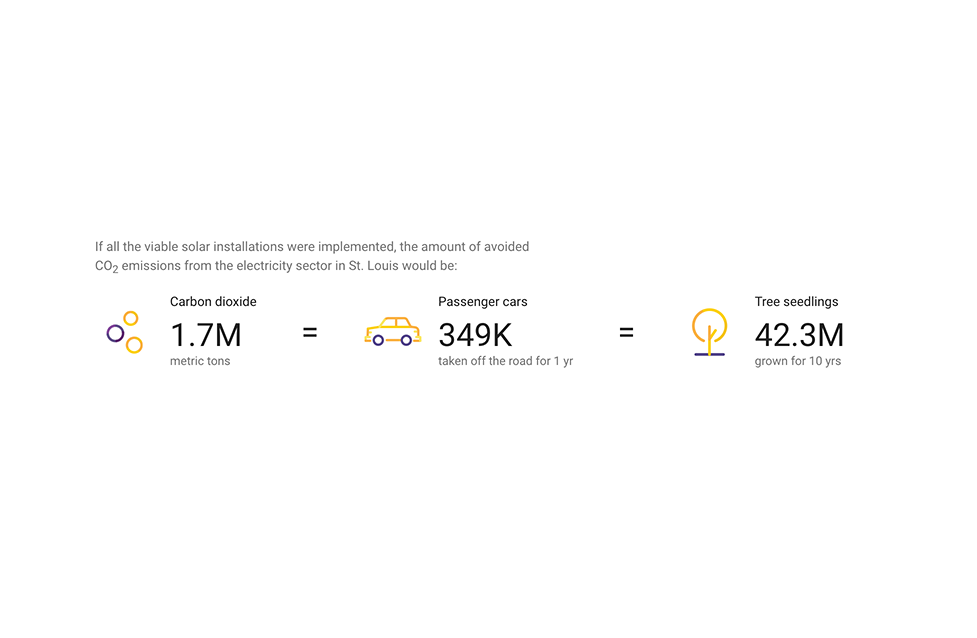 If all the viable solar installations were implemented, the amount of avoided
CO₂ emissions from the electricity sector in St. Louis would be:
Carbon dioxide
1.7M
metric tons
=
Passenger cars
349K
taken off the road for 1 yr
=
Tree seedlings
42.3M
grown for 10 yrs